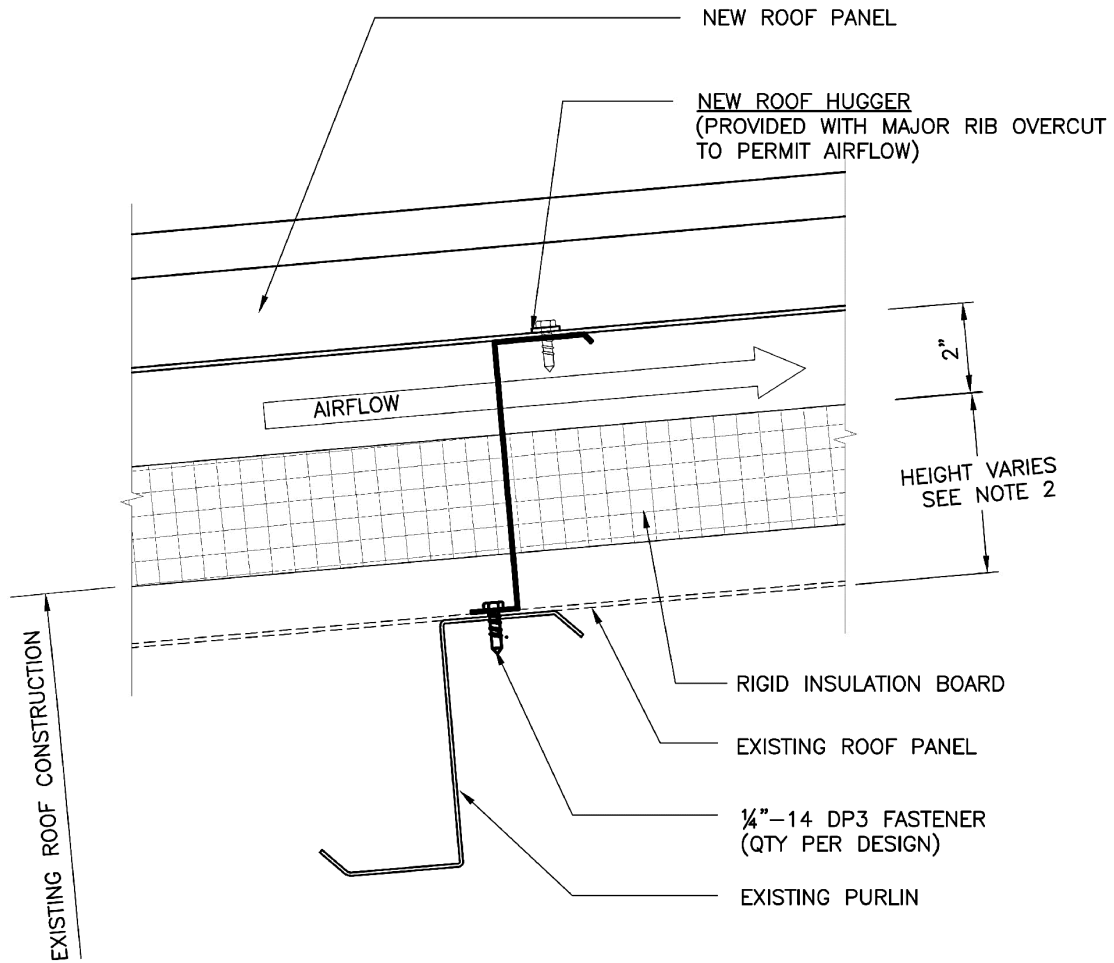 NEW ROOF PANEL
NEW ROOF HUGGER
(PROVIDED WITH MAJOR RIB OVERCUT
TO PERMIT AIRFLOW)
2"
AIRFLOW
HEIGHT VARIES
SEE NOTE 2
EXISTING ROOF CONSTRUCTION
RIGID INSULATION BOARD
EXISTING ROOF PANEL
¼"-14 DP3 FASTENER
(QTY PER DESIGN)
EXISTING PURLIN